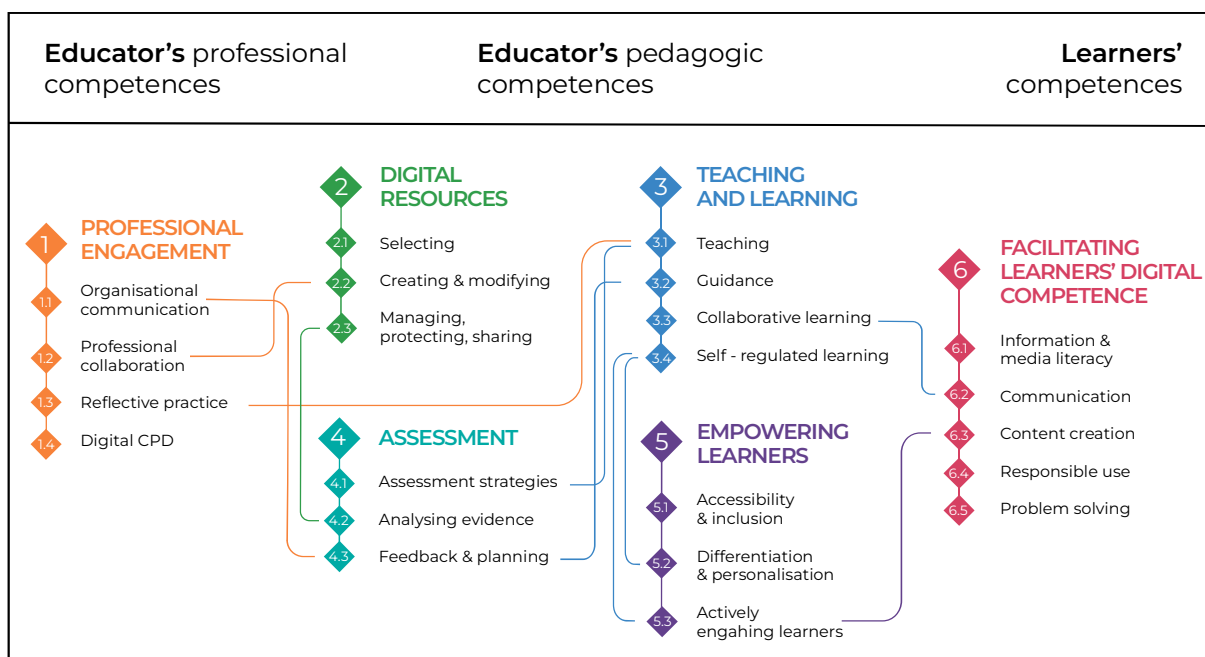 Educator's professional
competences
Educator's pedagogic
competences
Learners'
competences
1
PROFESSIONAL
ENGAGEMENT
1.1
Organisational
communication
1.2
Professional
collaboration
1.3
Reflective practice
1.4
Digital CPD
2
DIGITAL
RESOURCES
2.1
Selecting
2.2
Creating & modifying
2.3
Managing,
protecting, sharing
4
ASSESSMENT
4.1
Assessment strategies
4.2
Analysing evidence
4.3
Feedback & planning
3
TEACHING
AND LEARNING
3.1
Teaching
3.2
Guidance
3.3
Collaborative learning
3.4
Self - regulated learning
5
EMPOWERING
LEARNERS
5.1
Accessibility
& inclusion
5.2
Differentiation
& personalisation
5.3
Actively
engahing learners
6
FACILITATING
LEARNERS' DIGITAL
COMPETENCE
6.1
Information &
media literacy
6.2
Communication
6.3
Content creation
6.4
Responsible use
6.5
Problem solving